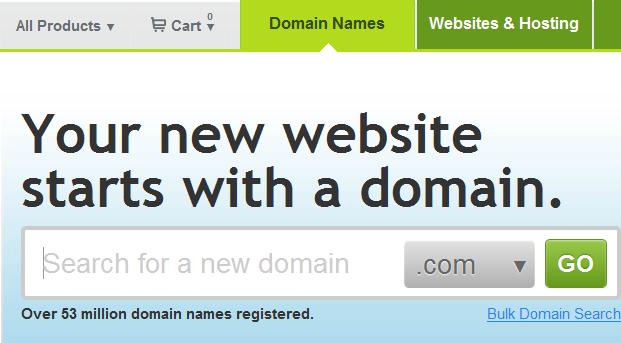 All Products ▼ Cart 0 ▼ Domain Names Websites & Hosting
Your new website
starts with a domain.
Search for a new domain .com ▼ GO
Over 53 million domain names registered. Bulk Domain Search